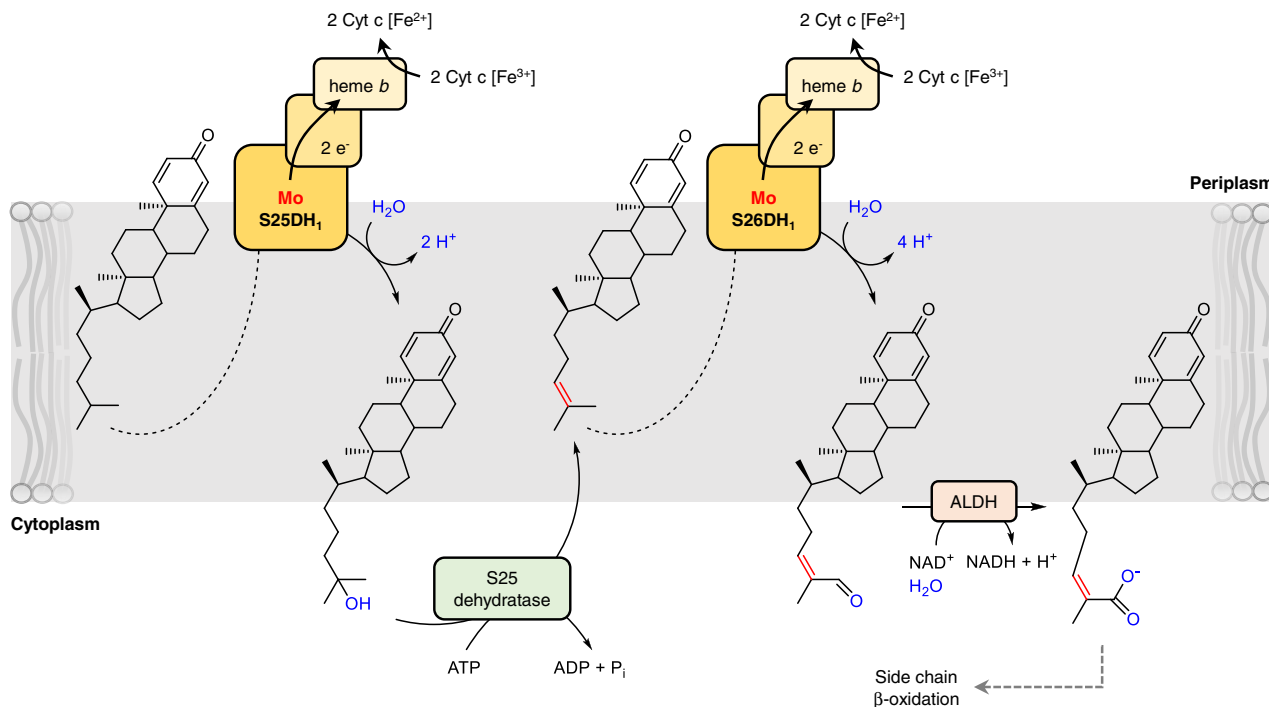 2 Cyt c [Fe²⁺]
2 Cyt c [Fe³⁺]
heme b
2 e⁻
Mo
S25DH₁
H₂O
2 H⁺
O
2 Cyt c [Fe²⁺]
2 Cyt c [Fe³⁺]
heme b
2 e⁻
Mo
S26DH₁
H₂O
4 H⁺
O
Periplasm
O
O
O
Cytoplasm
OH
S25
dehydratase
ATP
ADP + Pᵢ
O
ALDH
NAD⁺
H₂O
NADH + H⁺
O⁻
O
Side chain
β-oxidation